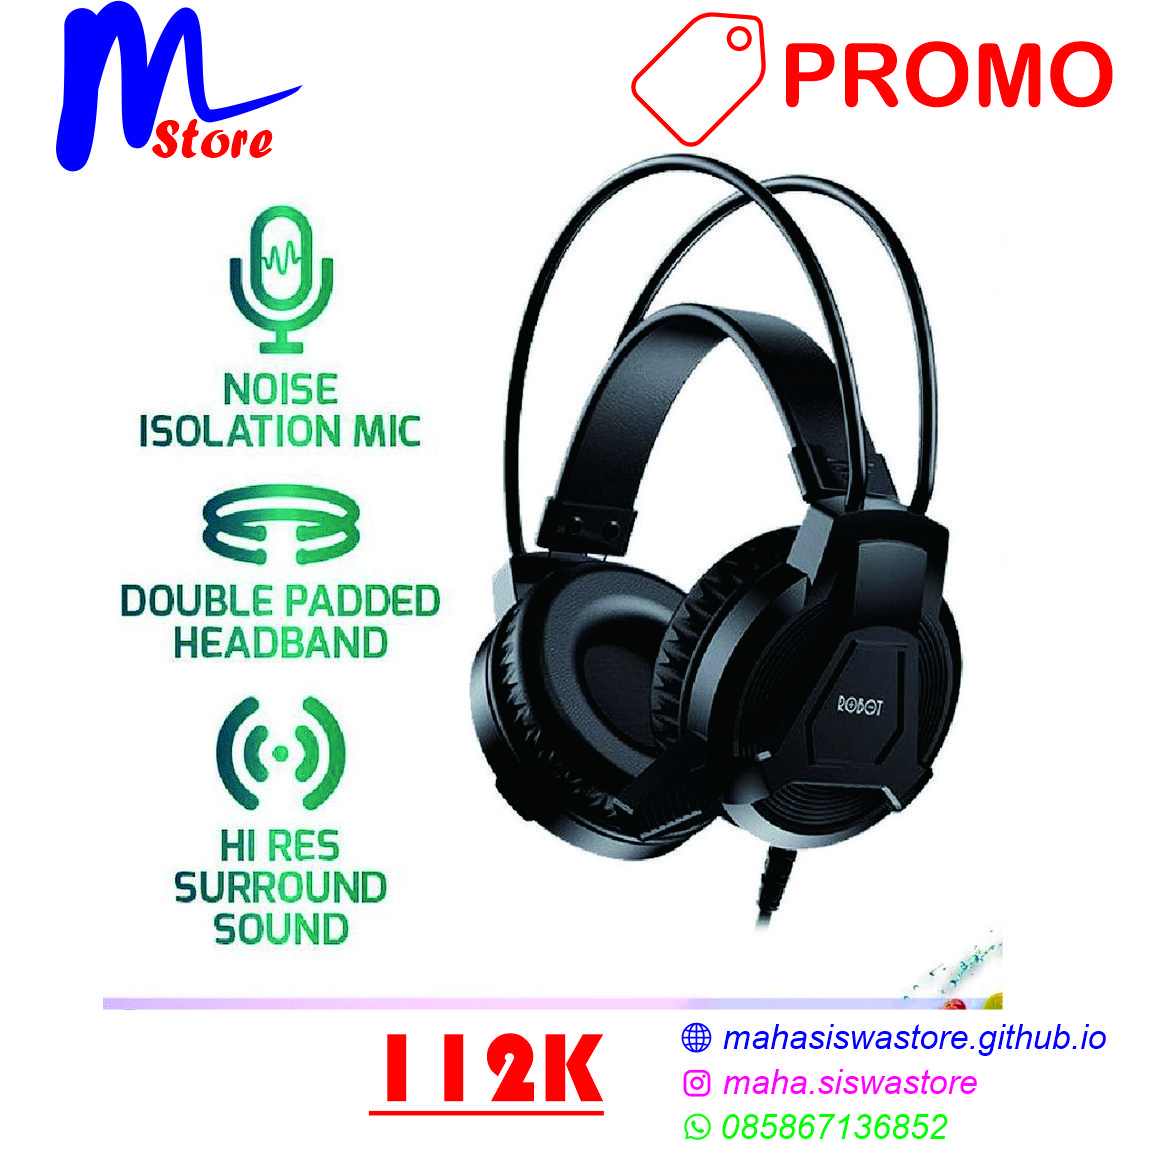 M
Store
PROMO
NOISE
ISOLATION MIC
DOUBLE PADDED
HEADBAND
HI RES
SURROUND
SOUND
ROBOT
112K
mahasiswastore.github.io
maha.siswastore
085867136852